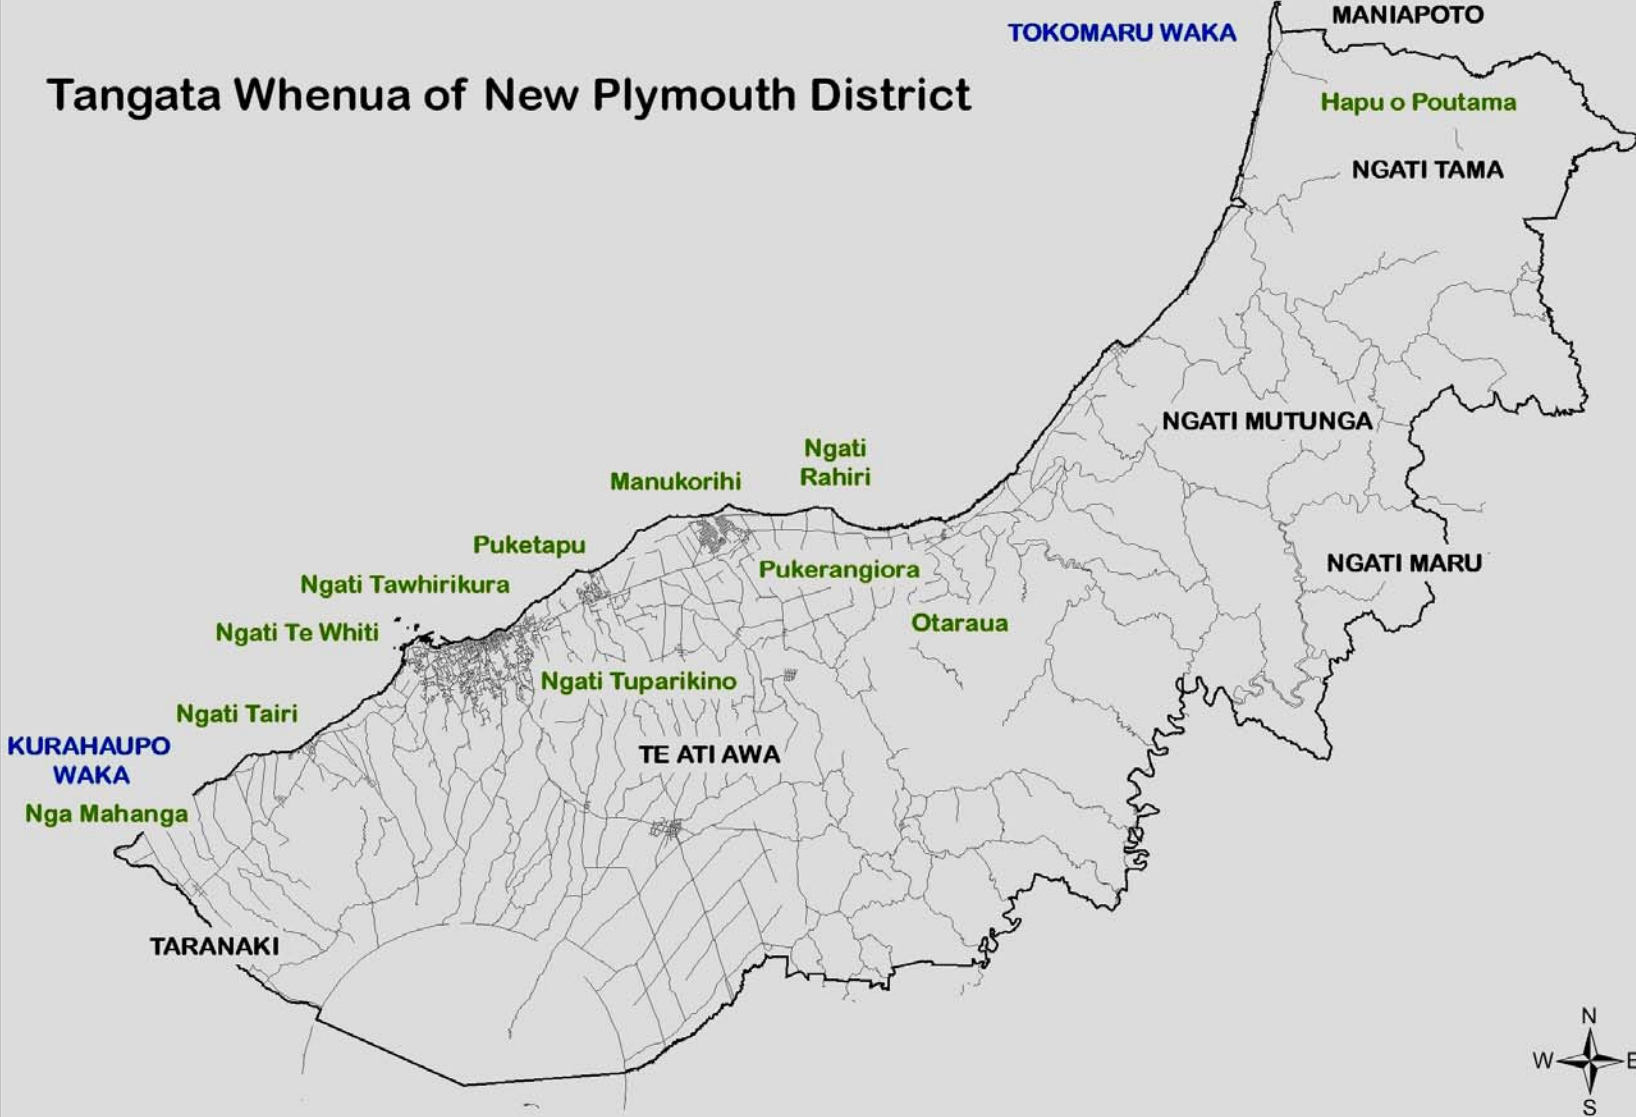 MANIAPOTO
TOKOMARU WAKA
Tangata Whenua of New Plymouth District
Hapu o Poutama
NGATI TAMA
NGATI MUTUNGA
Ngati
Rahiri
Manukorihi
Puketapu
NGATI MARU
Pukerangiora
Ngati Tawhirikura
Otaraua
Ngati Te Whiti
Ngati Tuparikino
Ngati Tairi
KURAHAUPO
WAKA
TE ATI AWA
Nga Mahanga
TARANAKI
N
W E
S